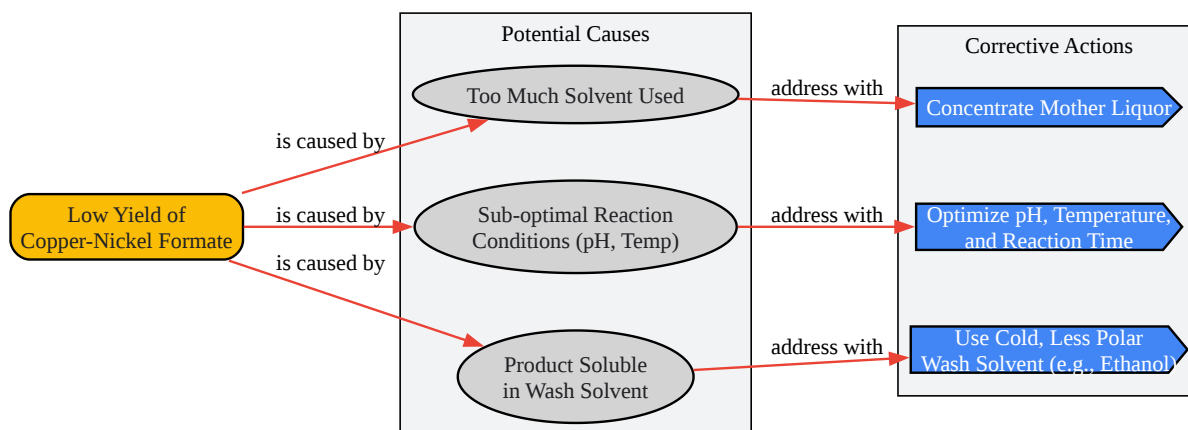 Potential Causes
Corrective Actions
Too Much Solvent Used
address with
Concentrate Mother Liquor
is caused by
Low Yield of
Copper-Nickel Formate
is caused by
Sub-optimal Reaction
Conditions (pH, Temp)
address with
Optimize pH, Temperature,
and Reaction Time
is caused by
Product Soluble
in Wash Solvent
address with
Use Cold, Less Polar
Wash Solvent (e.g., Ethanol)